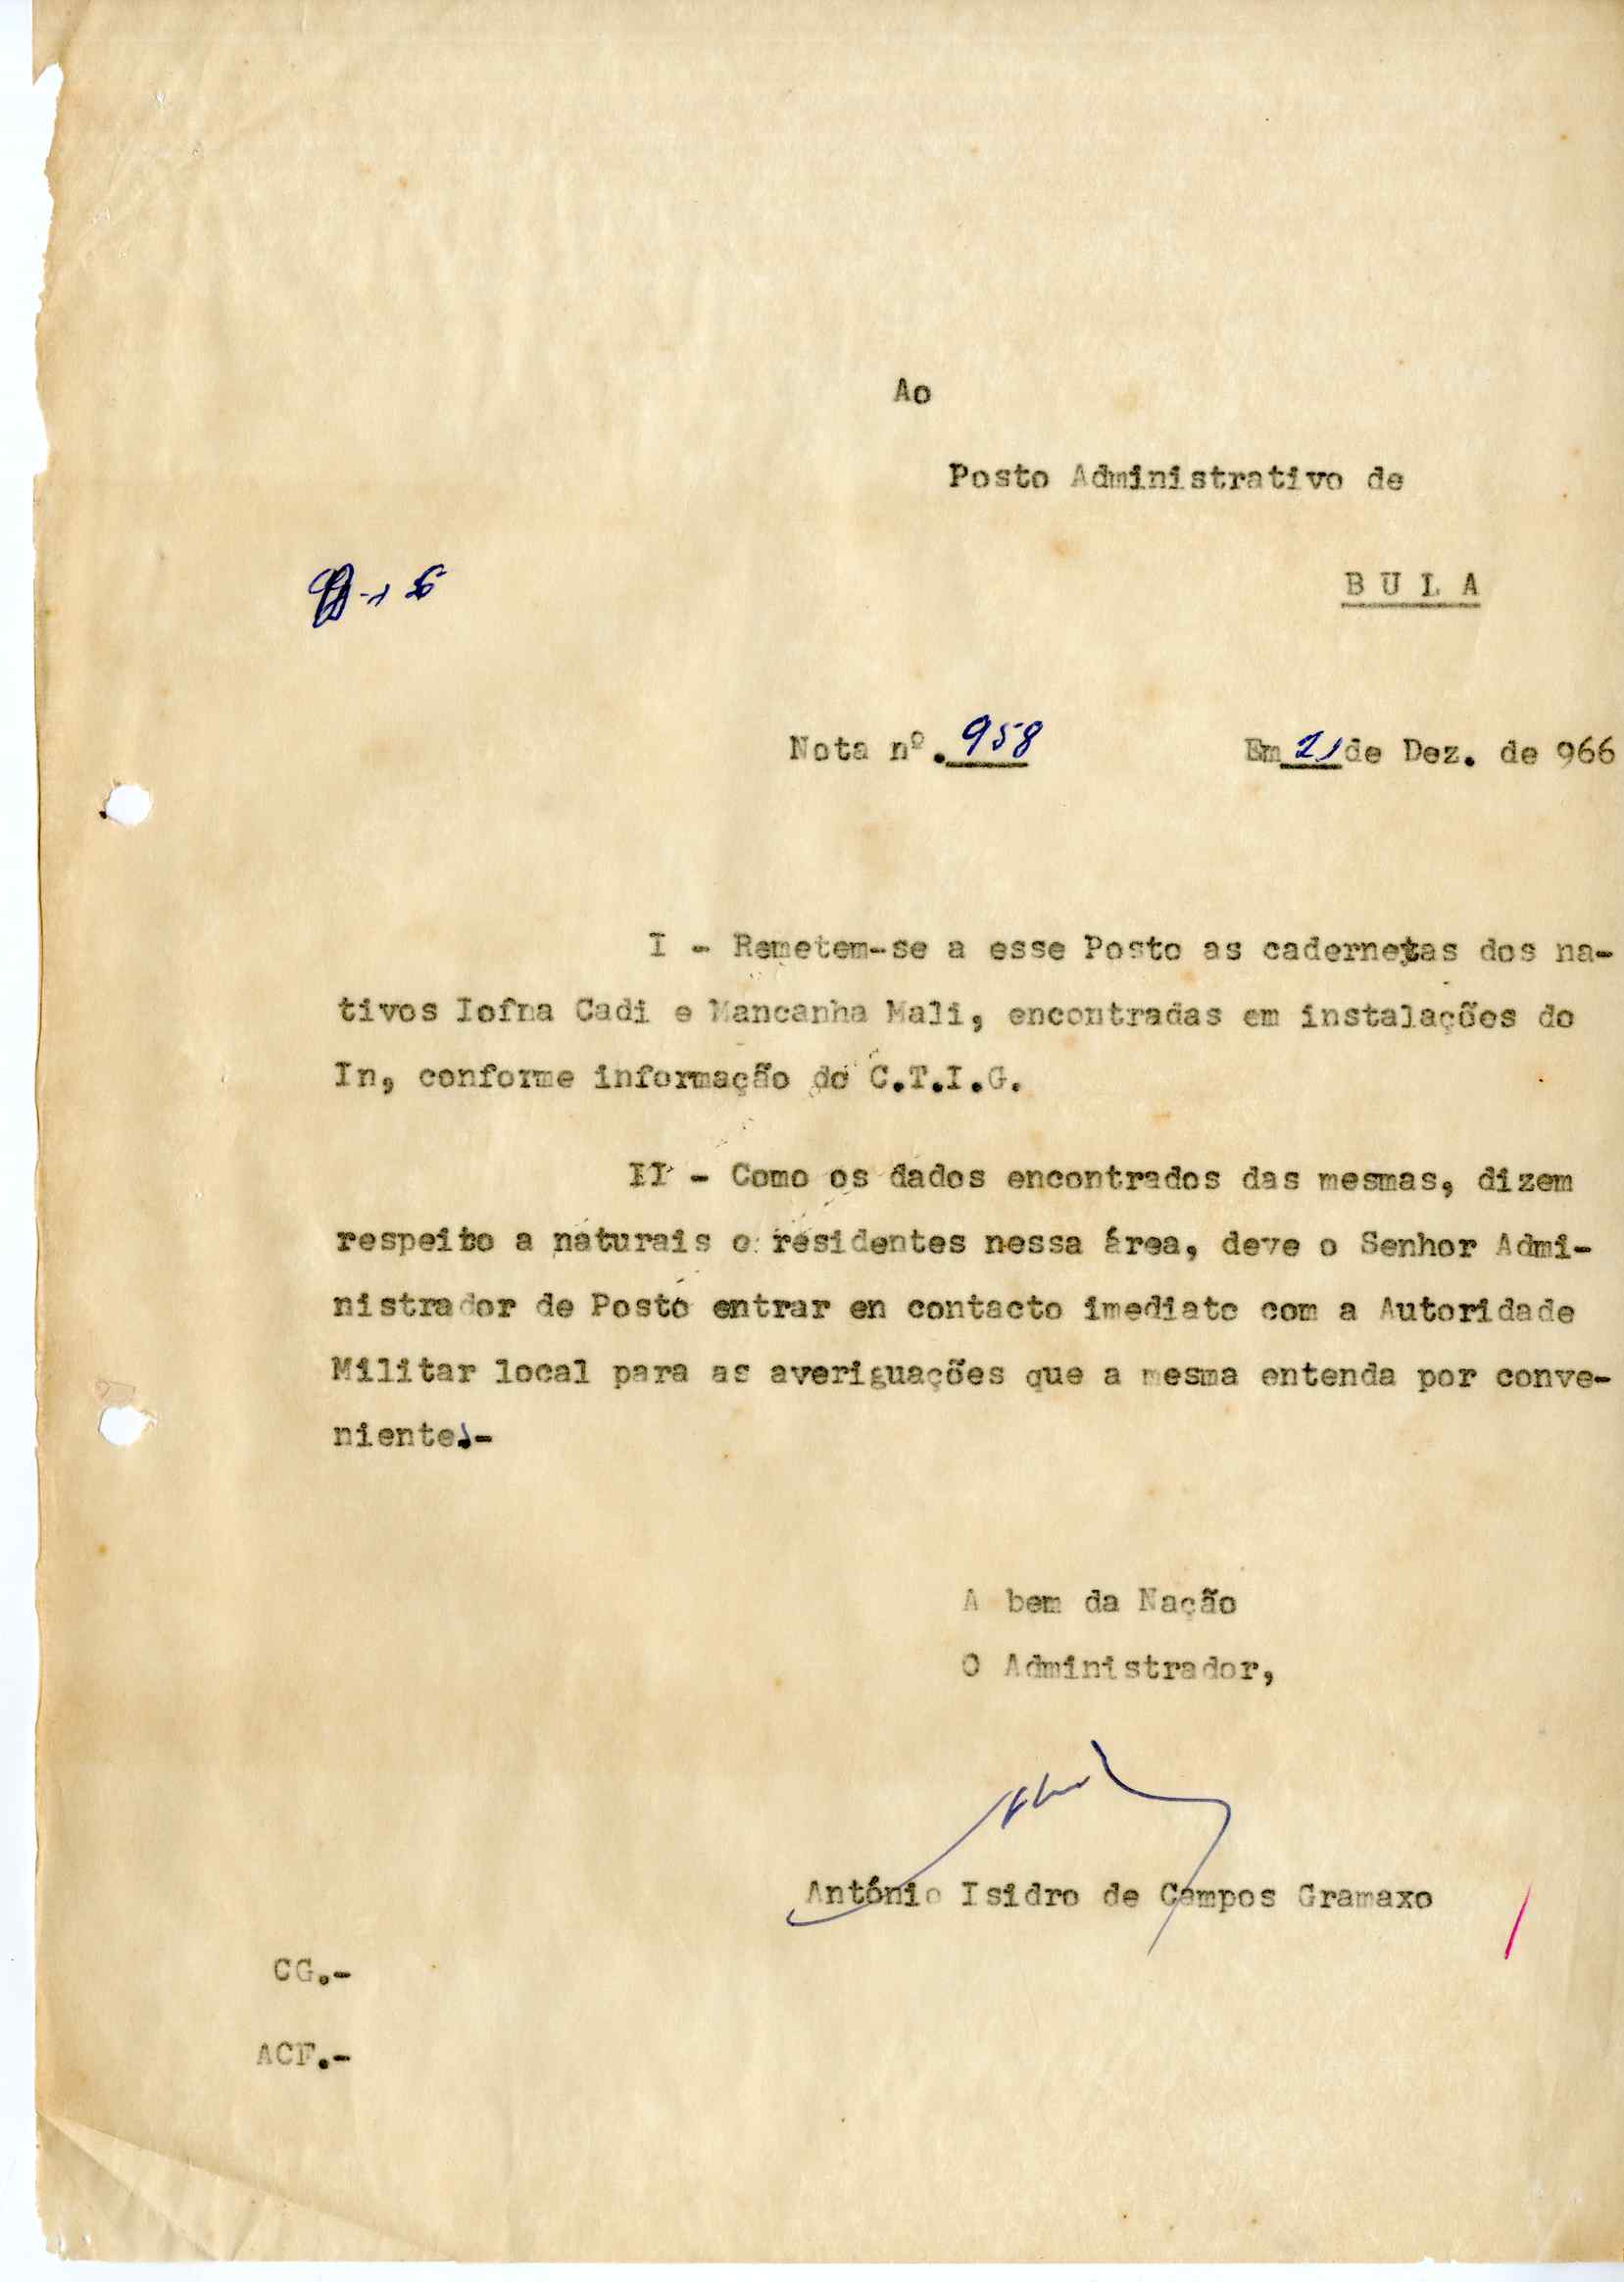 Ao
Posto Administrativo de
B U L A
Nota nº. 958 Em 21 de Dez. de 966
I - Remetem-se a esse Posto as cadernetas dos na-
tivos Iofna Cadi e Mancanha Mali, encontradas em instalações do
In, conforme informação do C.T.I.G.
II - Como os dados encontrados das mesmas, dizem
respeito a naturais e residentes nessa área, deve o Senhor Admi-
nistrador de Posto entrar en contacto imediato com a Autoridade
Militar local para as averiguações que a mesma entenda por conve-
niente.-
A bem da Nação
O Administrador,
António Isidro de Campos Gramaxo
CG.-
ACF.-